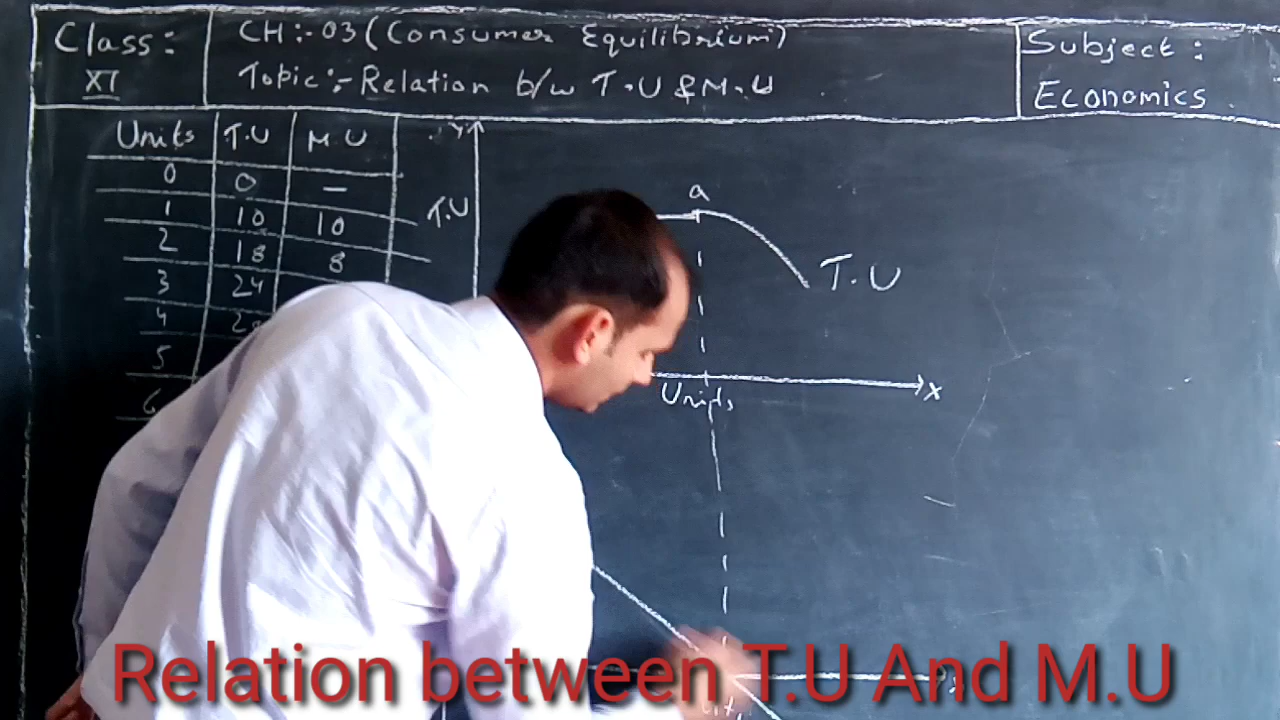 Class:
XI
CH:-03 (Consumer Equilibrium)
Topic:-Relation b/w T.U & M.U
Subject:
Economics
Units T.U M.U
0 0 —
1 10 10
2 18 8
3 24
4
5
6
Y
T.U
a
T.U
X
Units
Relation between T.U And M.U